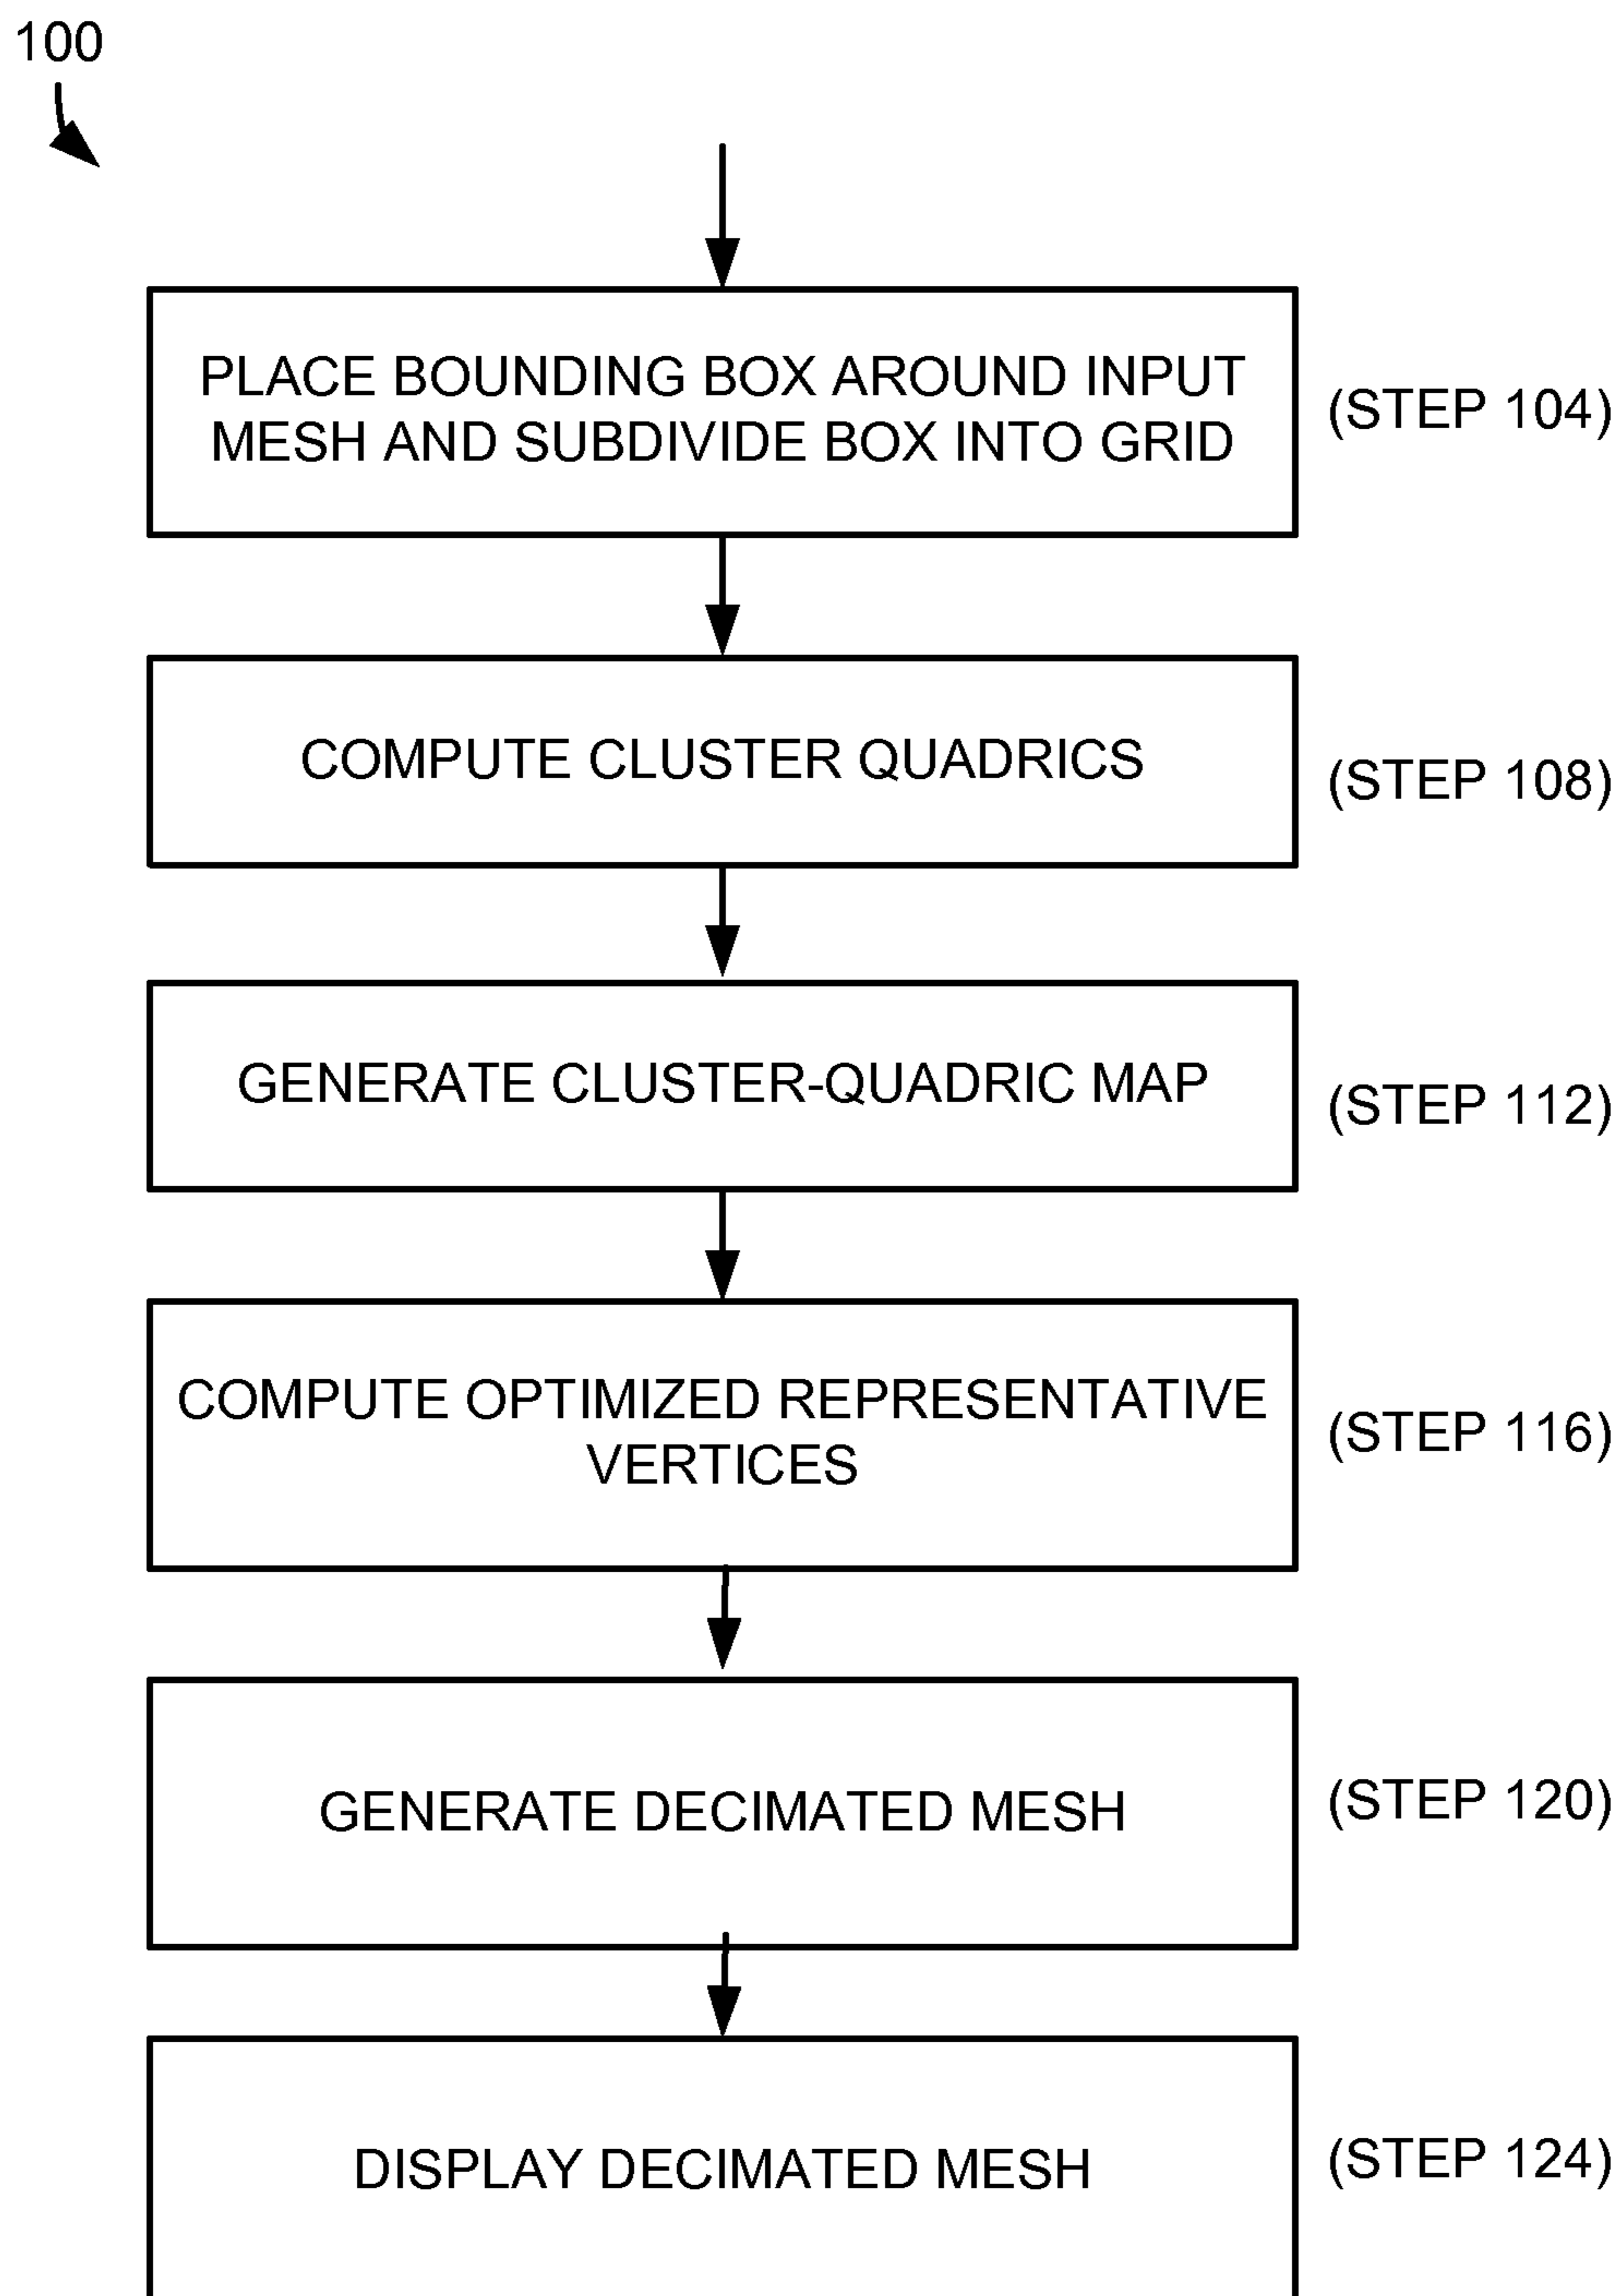 100
PLACE BOUNDING BOX AROUND INPUT
MESH AND SUBDIVIDE BOX INTO GRID
(STEP 104)
COMPUTE CLUSTER QUADRICS
(STEP 108)
GENERATE CLUSTER-QUADRIC MAP
(STEP 112)
COMPUTE OPTIMIZED REPRESENTATIVE
VERTICES
(STEP 116)
GENERATE DECIMATED MESH
(STEP 120)
DISPLAY DECIMATED MESH
(STEP 124)